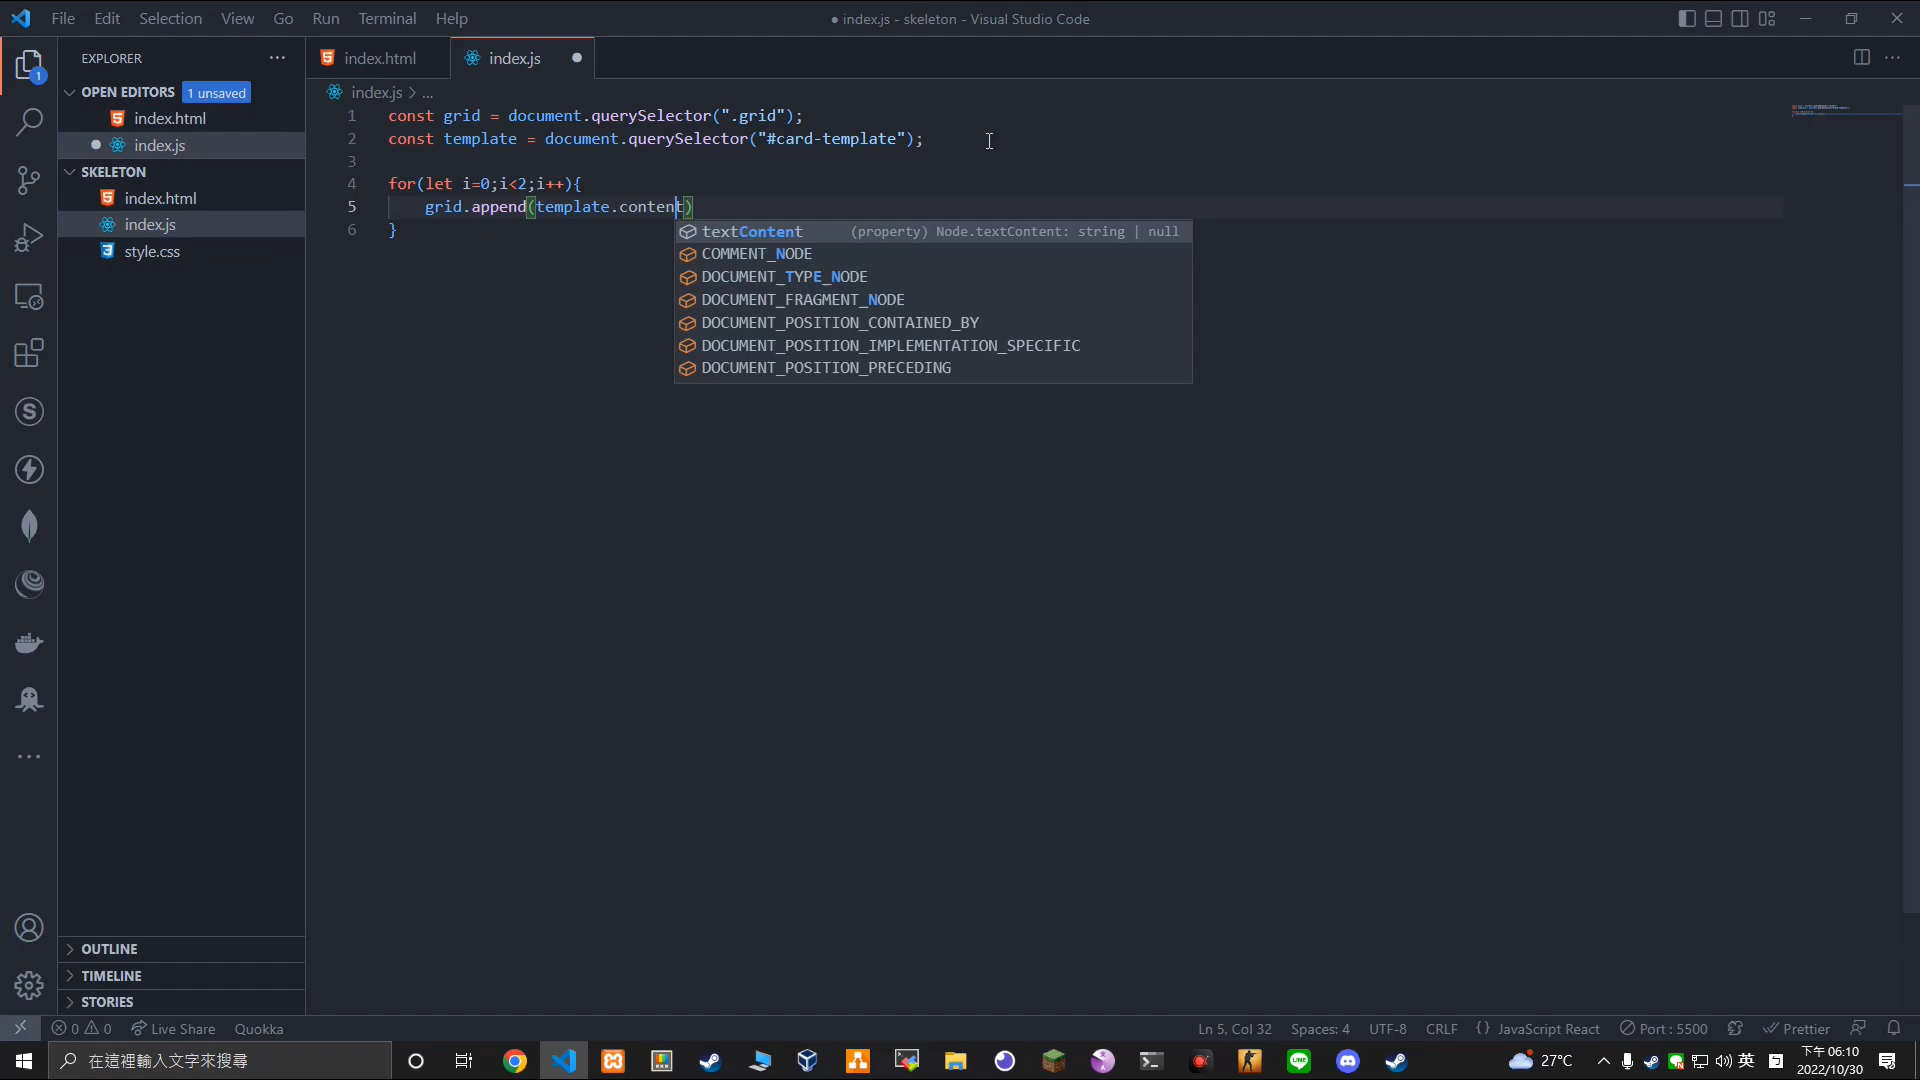 File Edit Selection View Go Run Terminal Help
● index.js - skeleton - Visual Studio Code
EXPLORER
index.html
index.js
OPEN EDITORS 1 unsaved
index.html
index.js
SKELETON
index.html
index.js
style.css
index.js > ...
1 const grid = document.querySelector(".grid");
2 const template = document.querySelector("#card-template");
3
4 for(let i=0;i<2;i++){
5 grid.append(template.content)
6 }
textContent (property) Node.textContent: string | null
COMMENT_NODE
DOCUMENT_TYPE_NODE
DOCUMENT_FRAGMENT_NODE
DOCUMENT_POSITION_CONTAINED_BY
DOCUMENT_POSITION_IMPLEMENTATION_SPECIFIC
DOCUMENT_POSITION_PRECEDING
1
OUTLINE
TIMELINE
STORIES
0 0 Live Share Quokka
Ln 5, Col 32 Spaces: 4 UTF-8 CRLF {} JavaScript React Port : 5500 Prettier
在這裡輸入文字來搜尋
27°C
英
下午 06:10
2022/10/30